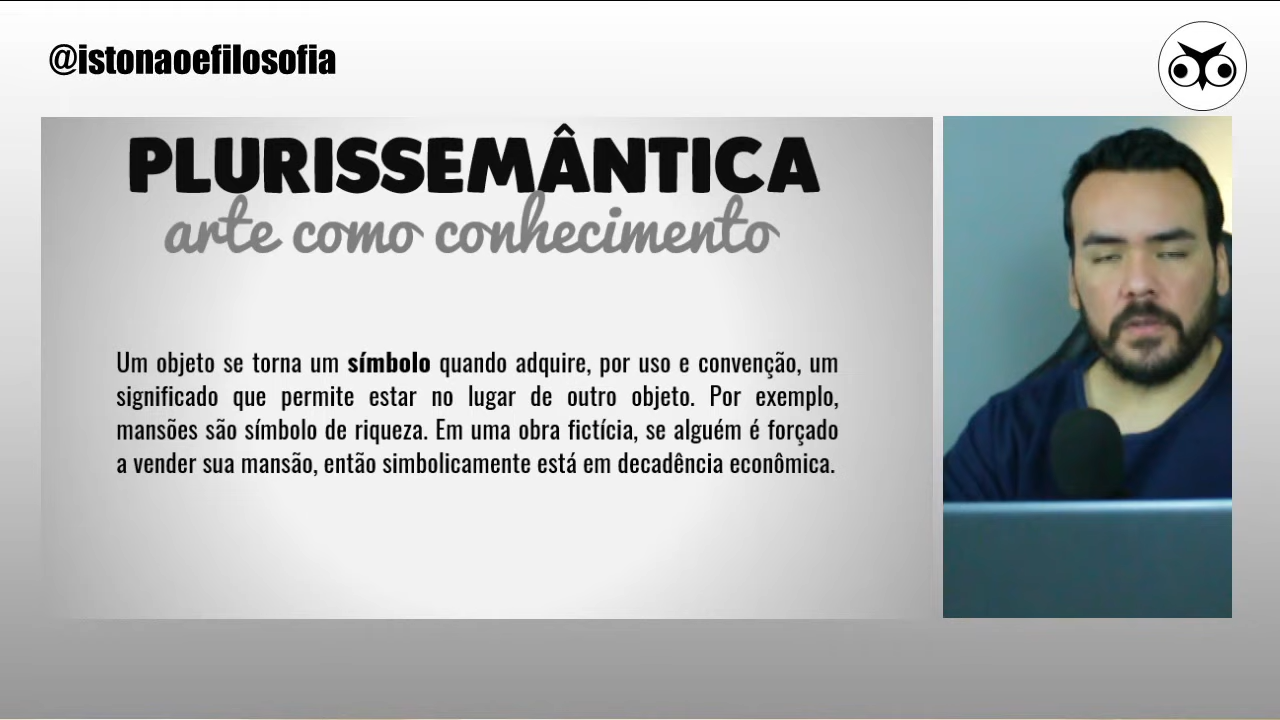 @istonaoefilosofia
PLURISSEMÂNTICA
arte como conhecimento
Um objeto se torna um símbolo quando adquire, por uso e convenção, um
significado que permite estar no lugar de outro objeto. Por exemplo,
mansões são símbolo de riqueza. Em uma obra fictícia, se alguém é forçado
a vender sua mansão, então simbolicamente está em decadência econômica.